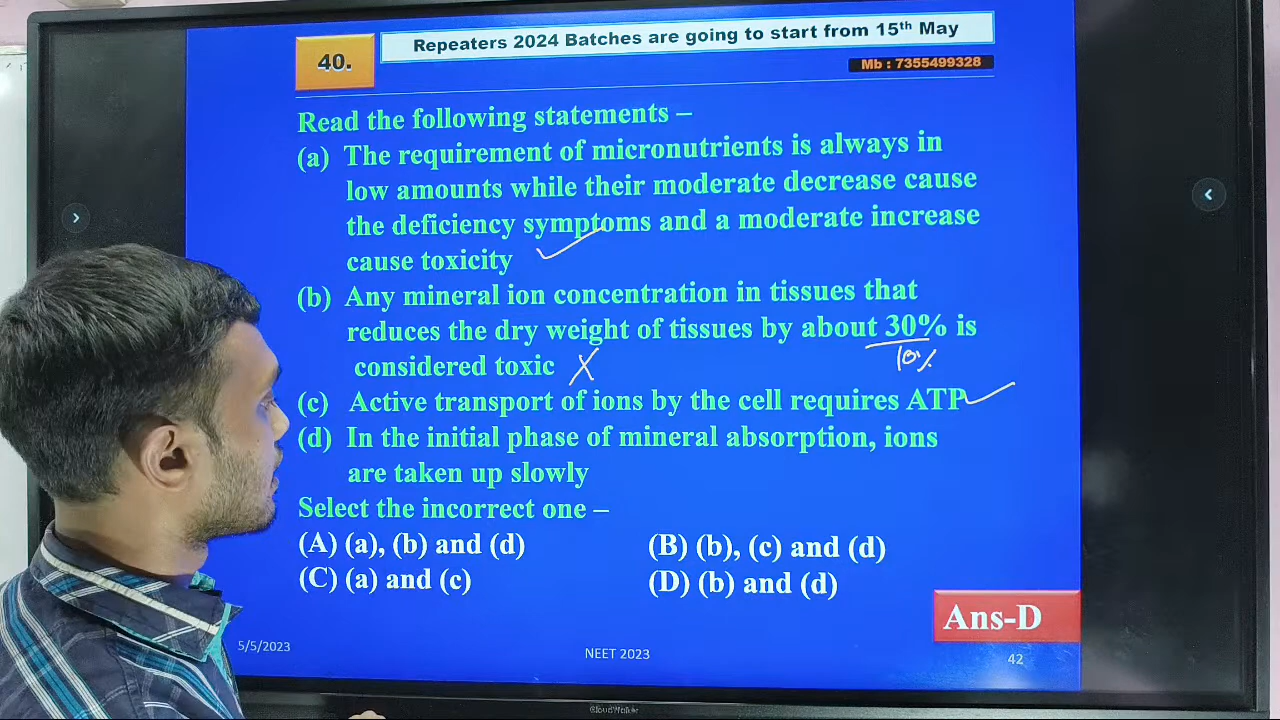 40.
Repeaters 2024 Batches are going to start from 15th May
Mb : 7355499328
Read the following statements –
(a) The requirement of micronutrients is always in
low amounts while their moderate decrease cause
the deficiency symptoms and a moderate increase
cause toxicity
(b) Any mineral ion concentration in tissues that
reduces the dry weight of tissues by about 30% is
10%
considered toxic
(c) Active transport of ions by the cell requires ATP
(d) In the initial phase of mineral absorption, ions
are taken up slowly
Select the incorrect one –
(A) (a), (b) and (d)
(B) (b), (c) and (d)
(C) (a) and (c)
(D) (b) and (d)
Ans-D
5/5/2023
NEET 2023
42